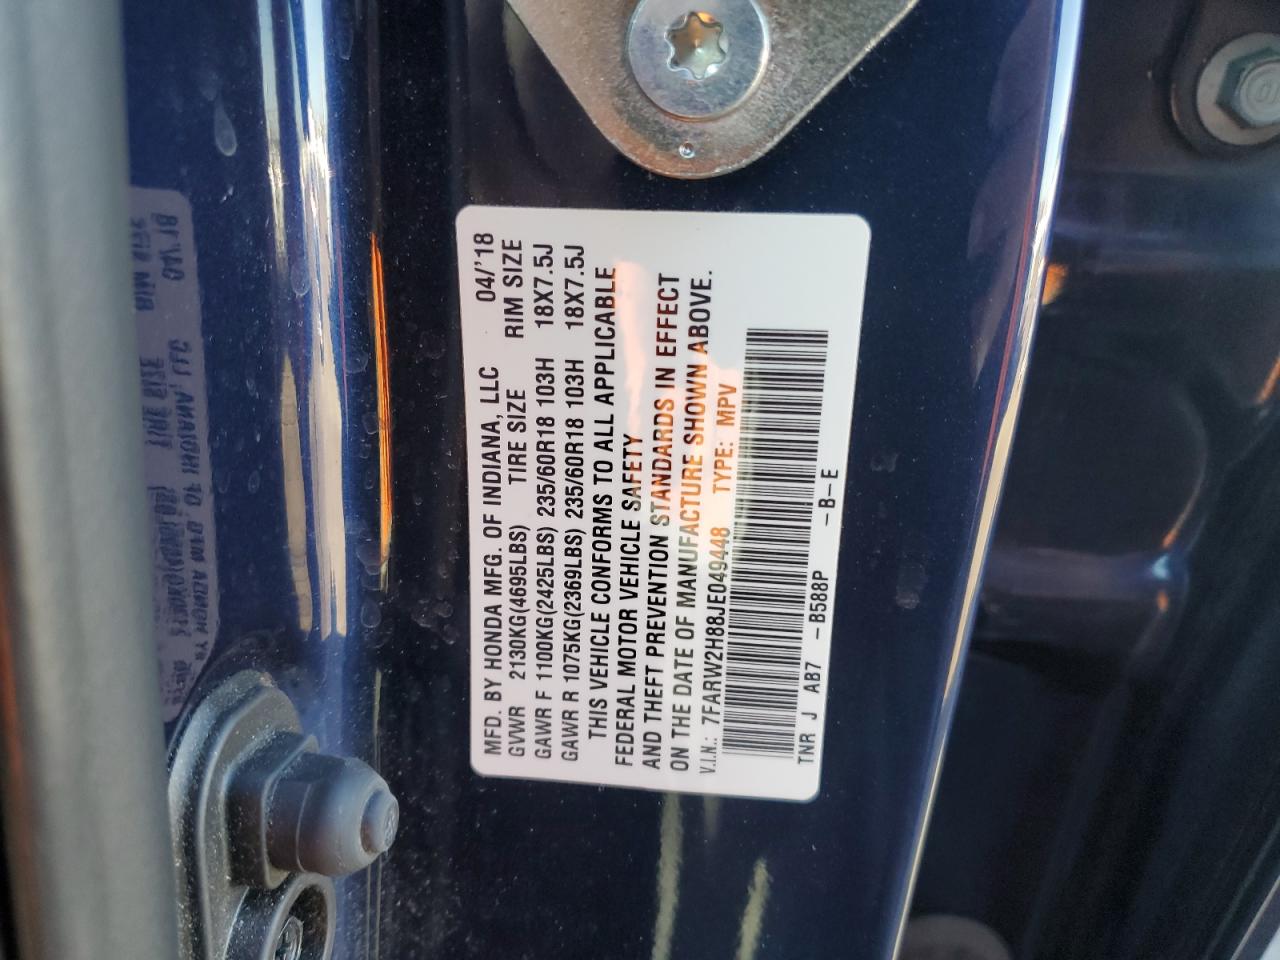 MFD. BY HONDA MFG. OF INDIANA, LLC 04/'18
GVWR 2130KG(4695LBS) TIRE SIZE RIM SIZE
GAWR F 1100KG(2425LBS) 235/60R18 103H 18X7.5J
GAWR R 1075KG(2369LBS) 235/60R18 103H 18X7.5J
THIS VEHICLE CONFORMS TO ALL APPLICABLE
FEDERAL MOTOR VEHICLE SAFETY
AND THEFT PREVENTION STANDARDS IN EFFECT
ON THE DATE OF MANUFACTURE SHOWN ABOVE.
V.I.N.: 7FARW2H88JE049448 TYPE: MPV
TNR J AB7 -B588P -B-E